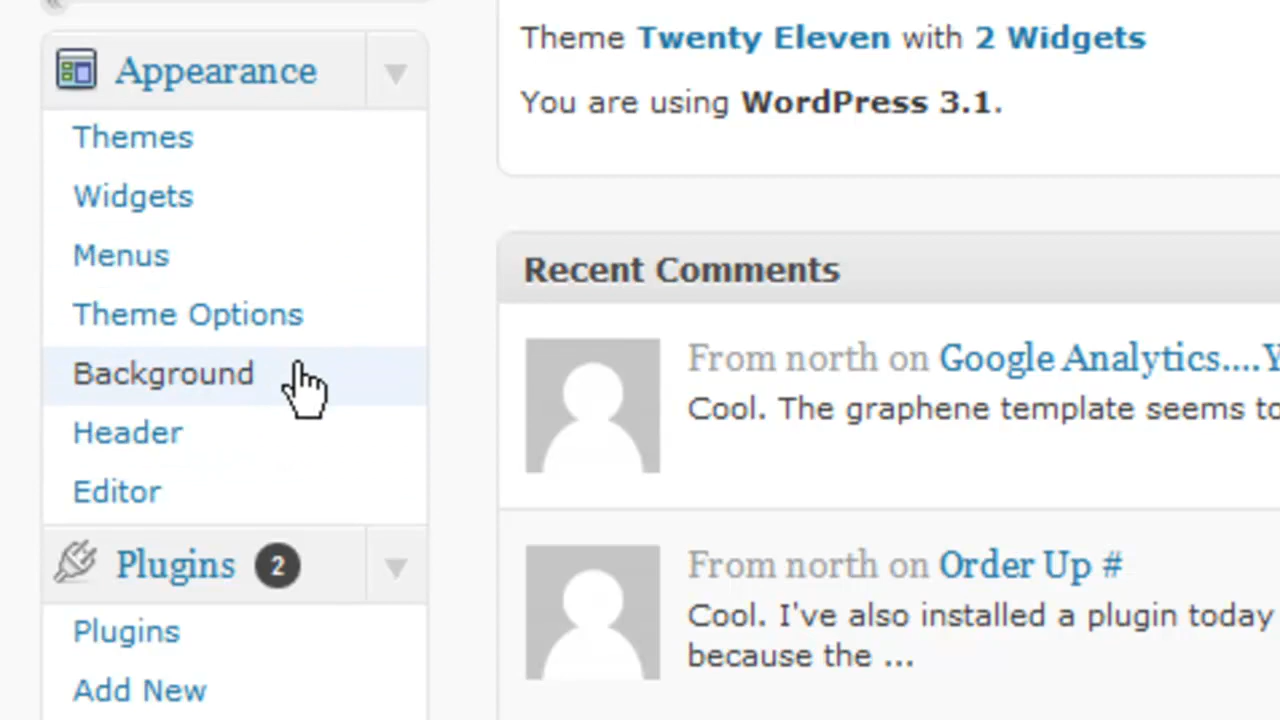 Appearance
Themes
Widgets
Menus
Theme Options
Background
Header
Editor
Plugins 2
Plugins
Add New
Theme Twenty Eleven with 2 Widgets
You are using WordPress 3.1.
Recent Comments
From north on Google Analytics....Y
Cool. The graphene template seems to
From north on Order Up #
Cool. I've also installed a plugin today
because the ...